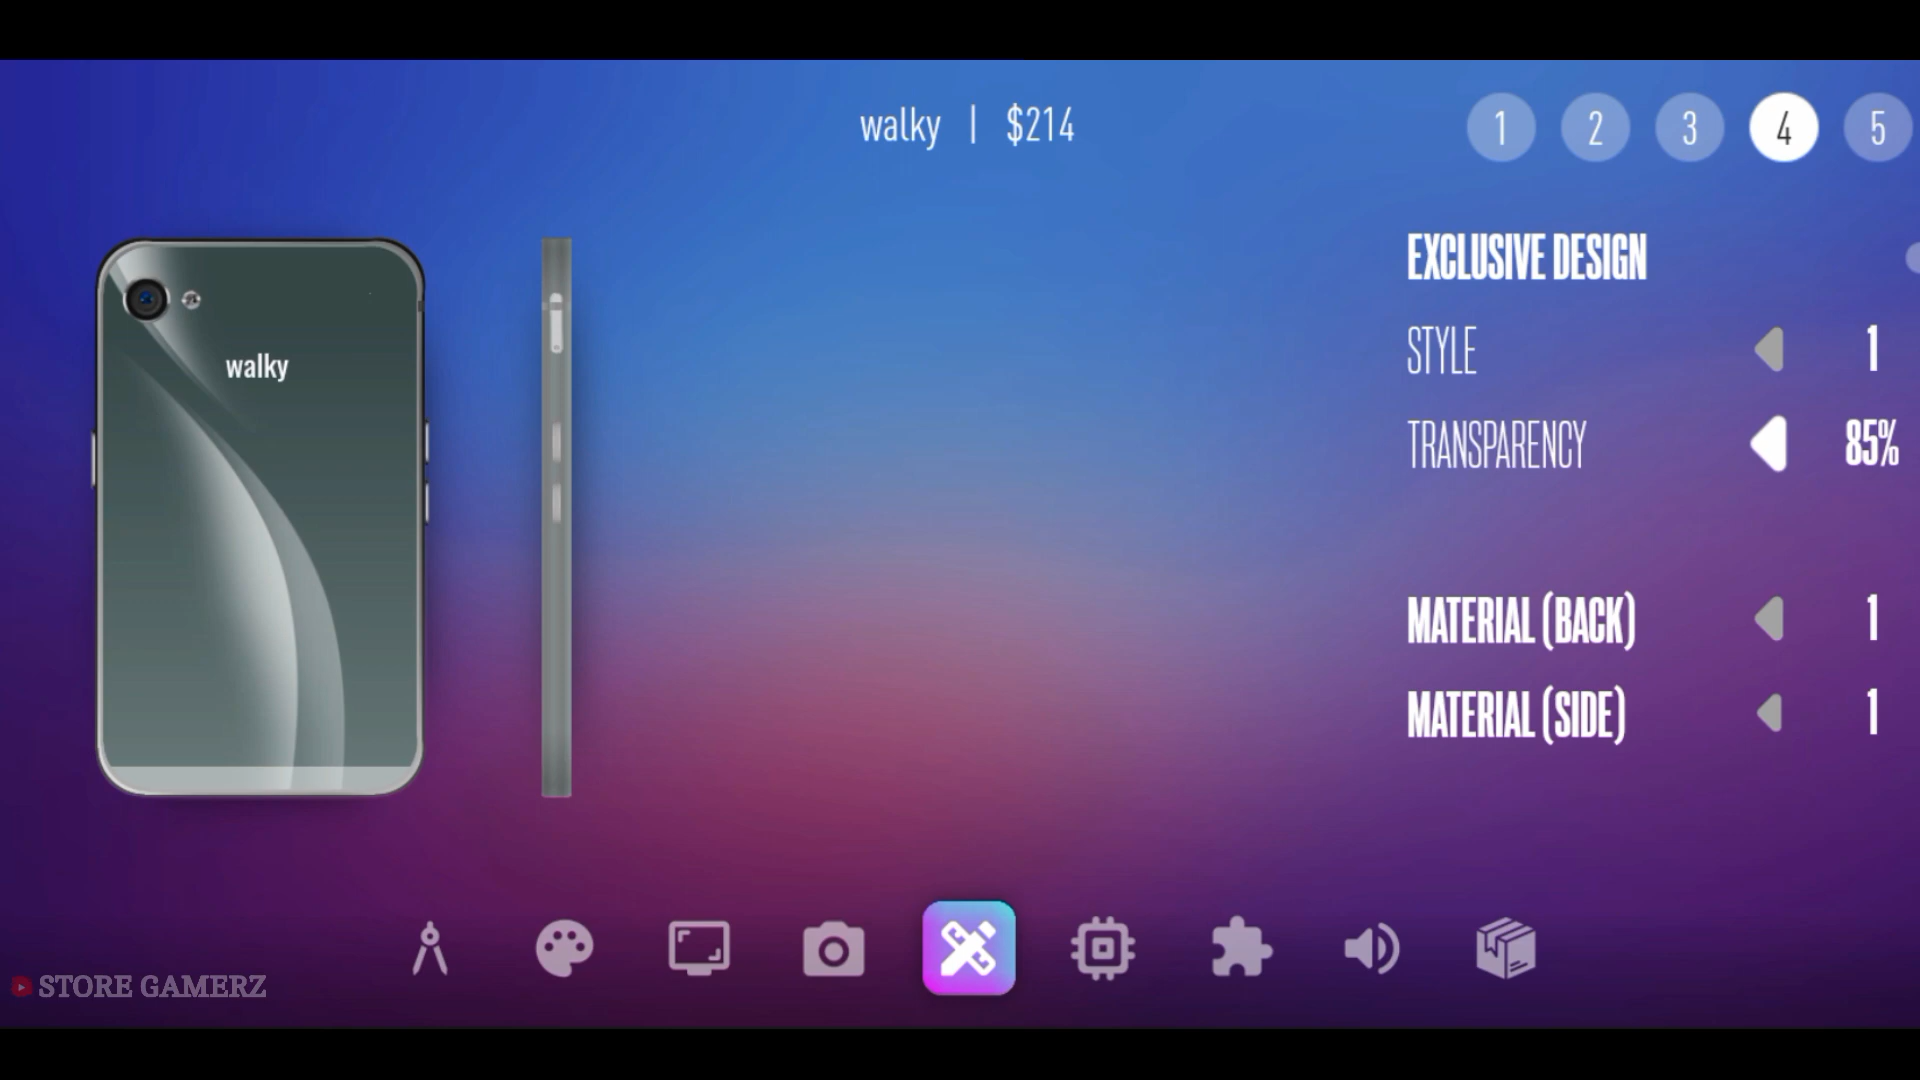 walky | $214
1 2 3 4 5
EXCLUSIVE DESIGN
STYLE 1
TRANSPARENCY 85%
walky
MATERIAL (BACK) 1
MATERIAL (SIDE) 1
STORE GAMERZ